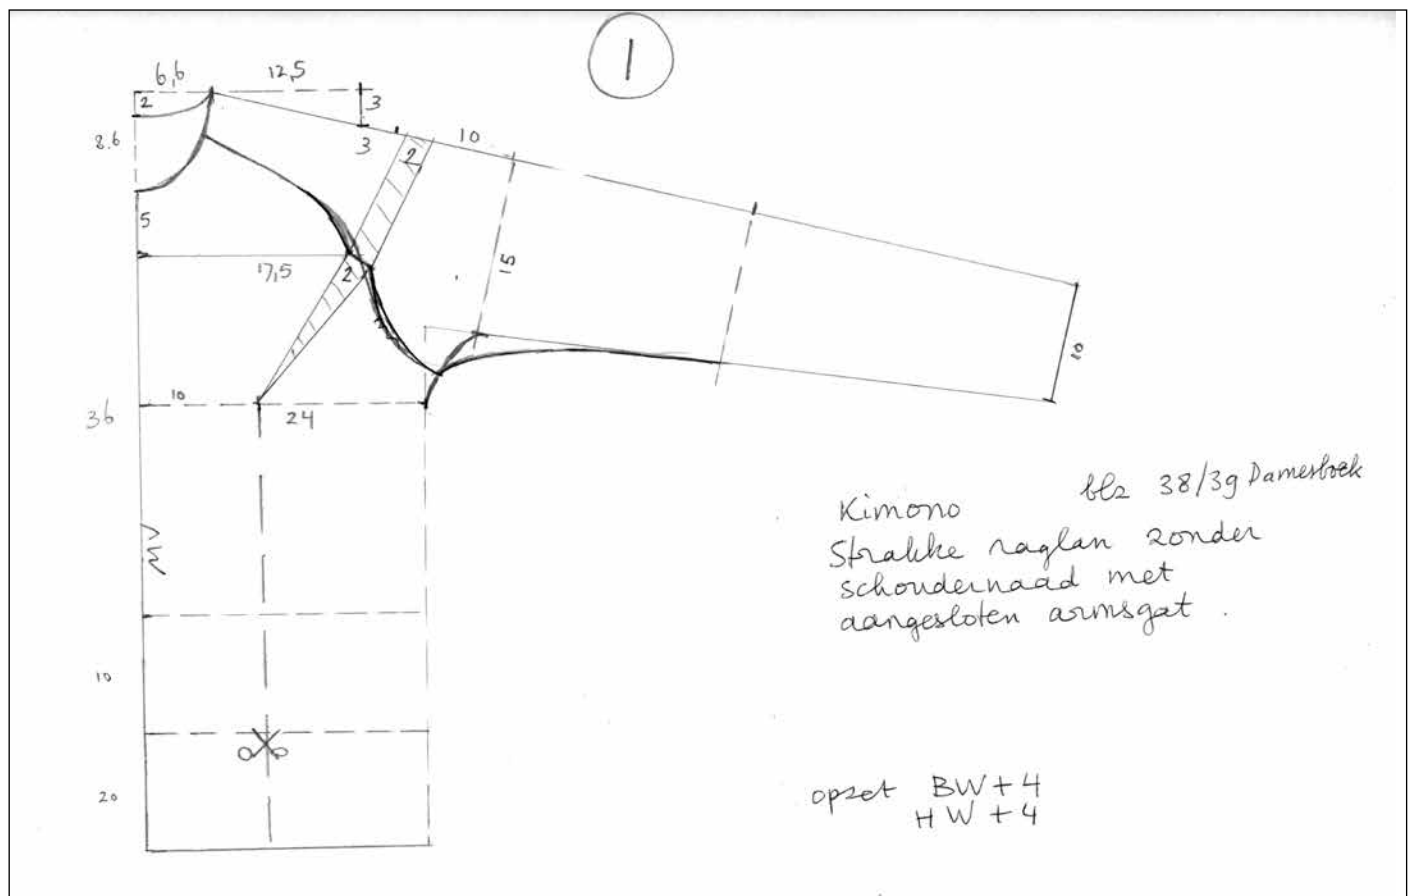 1
6,6 12,5
2
3
8.6
3
10
2
5
17,5
2
15
10
10
36
24
MV
10
20
Kimono blz 38/39 Damesboek
Strakke raglan zonder
schoudernaad met
aangesloten armsgat.
opzet BW+4
HW+4